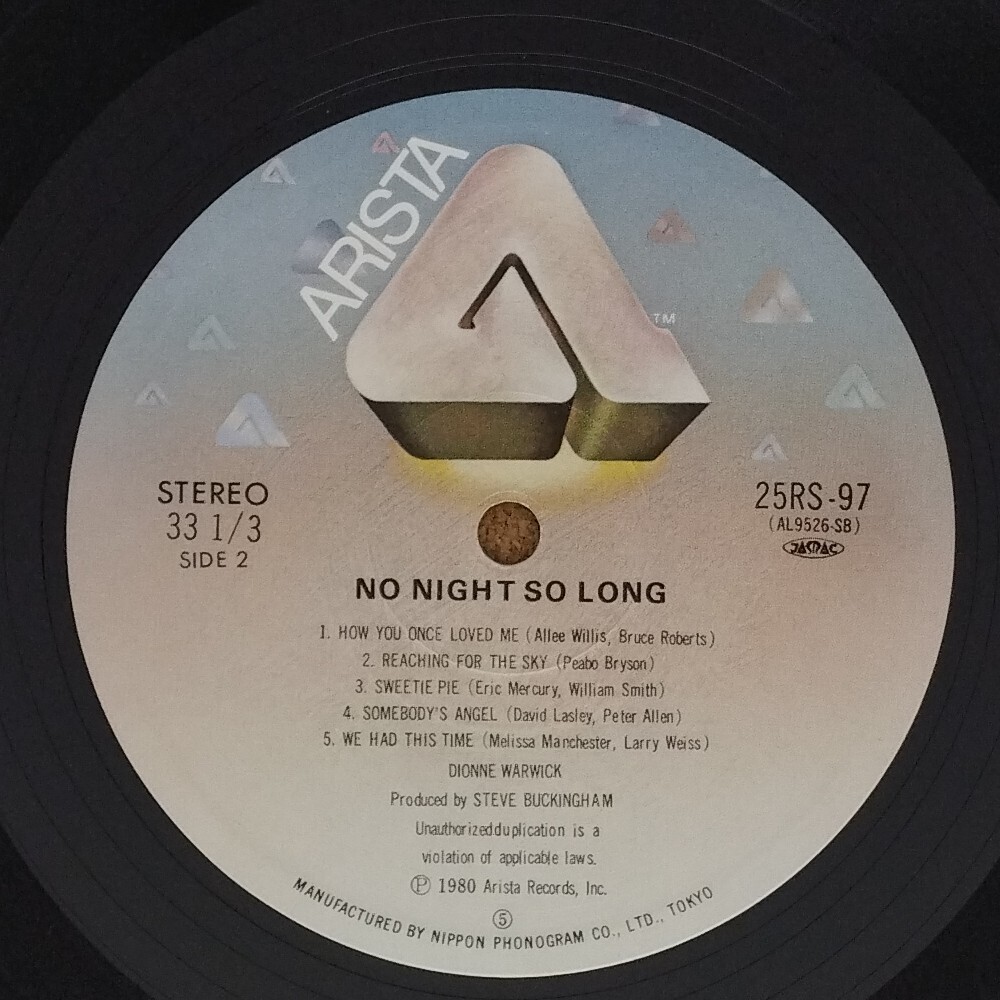 ARISTA
TM
STEREO
33 1/3
SIDE 2
25RS-97
(AL9526-SB)
JASRAC
NO NIGHT SO LONG
1. HOW YOU ONCE LOVED ME (Allee Willis, Bruce Roberts)
2. REACHING FOR THE SKY (Peabo Bryson)
3. SWEETIE PIE (Eric Mercury, William Smith)
4. SOMEBODY'S ANGEL (David Lasley, Peter Allen)
5. WE HAD THIS TIME (Melissa Manchester, Larry Weiss)
DIONNE WARWICK
Produced by STEVE BUCKINGHAM
Unauthorized duplication is a
violation of applicable laws.
Ⓟ 1980 Arista Records, Inc.
⑤
MANUFACTURED BY NIPPON PHONOGRAM CO., LTD., TOKYO